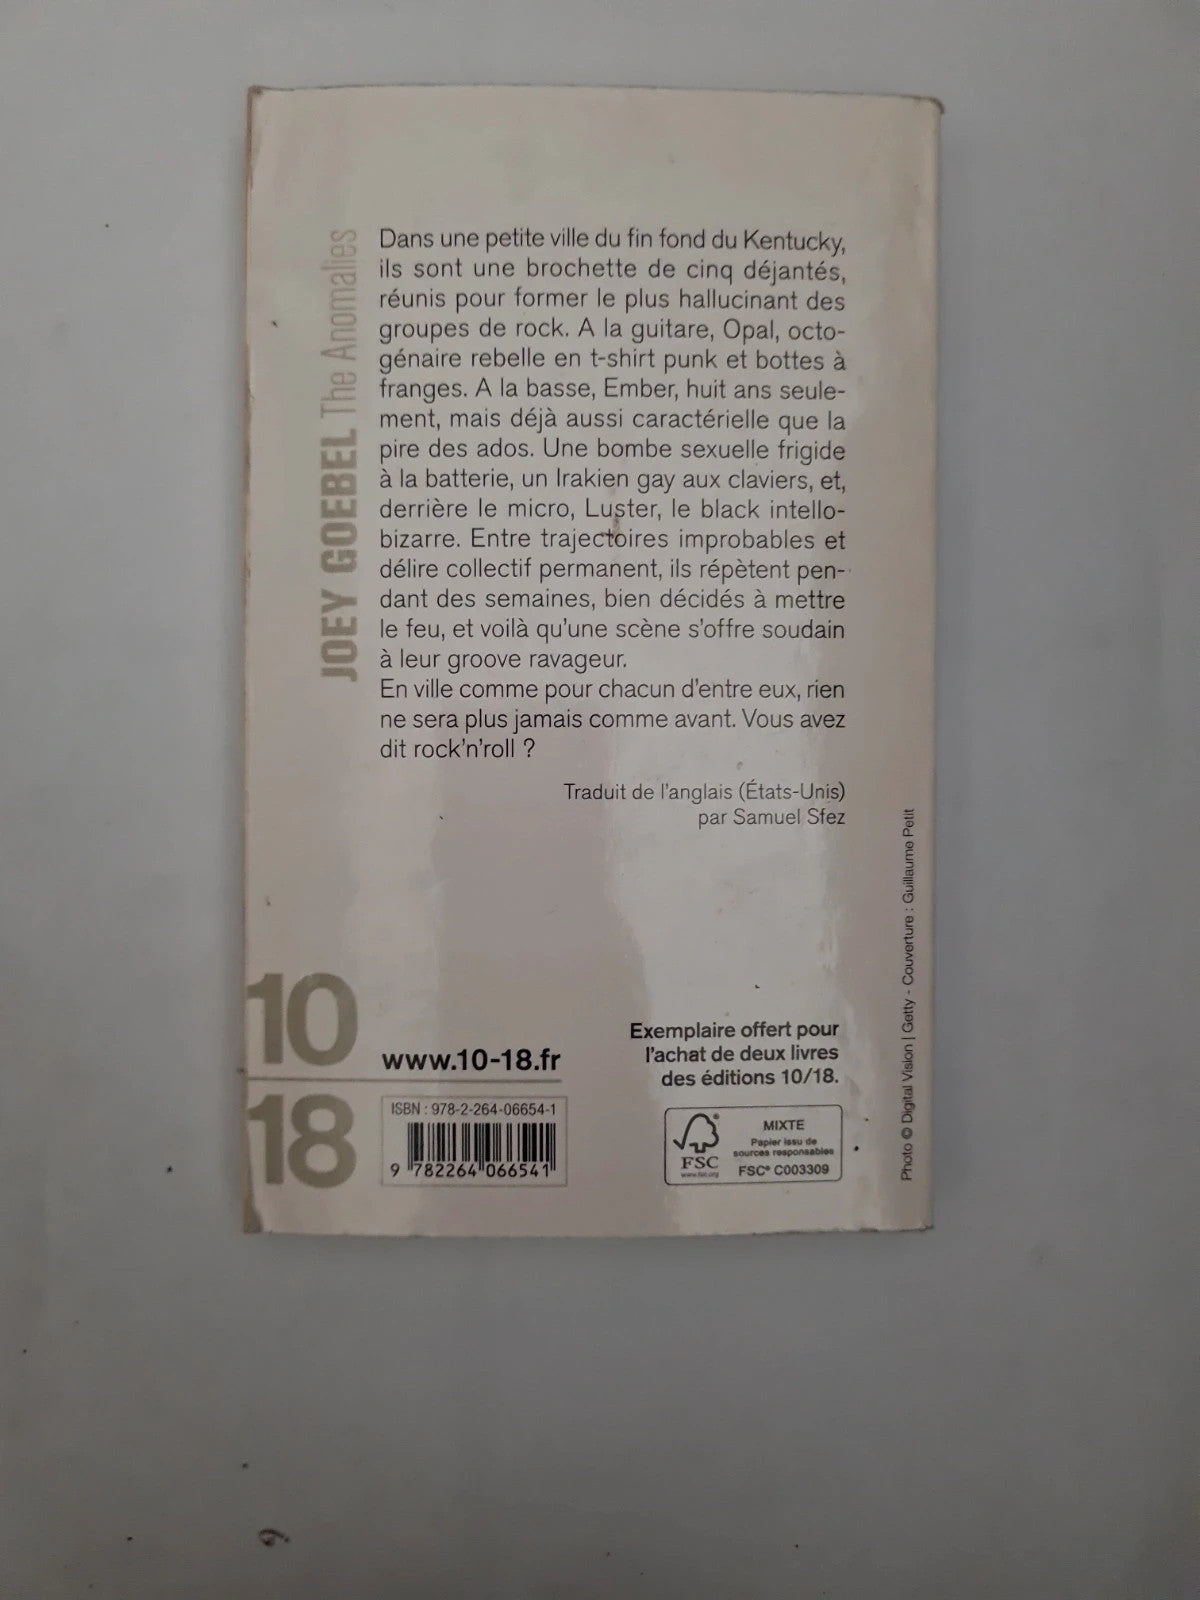 JOEY GOEBEL The Anomalies
Dans une petite ville du fin fond du Kentucky,
ils sont une brochette de cinq déjantés,
réunis pour former le plus hallucinant des
groupes de rock. A la guitare, Opal, octo-
génaire rebelle en t-shirt punk et bottes à
franges. A la basse, Ember, huit ans seule-
ment, mais déjà aussi caractérielle que la
pire des ados. Une bombe sexuelle frigide
à la batterie, un Irakien gay aux claviers, et,
derrière le micro, Luster, le black intello-
bizarre. Entre trajectoires improbables et
délire collectif permanent, ils répètent pen-
dant des semaines, bien décidés à mettre
le feu, et voilà qu'une scène s'offre soudain
à leur groove ravageur.
En ville comme pour chacun d'entre eux, rien
ne sera plus jamais comme avant. Vous avez
dit rock'n'roll ?
Traduit de l'anglais (États-Unis)
par Samuel Sfez
10
18
www.10-18.fr
ISBN : 978-2-264-06654-1
9 782264 066541
Exemplaire offert pour
l'achat de deux livres
des éditions 10/18.
FSC®
www.fsc.org
MIXTE
Papier issu de
sources responsables
FSC® C003309
Photo © Digital Vision | Getty - Couverture : Guillaume Petit